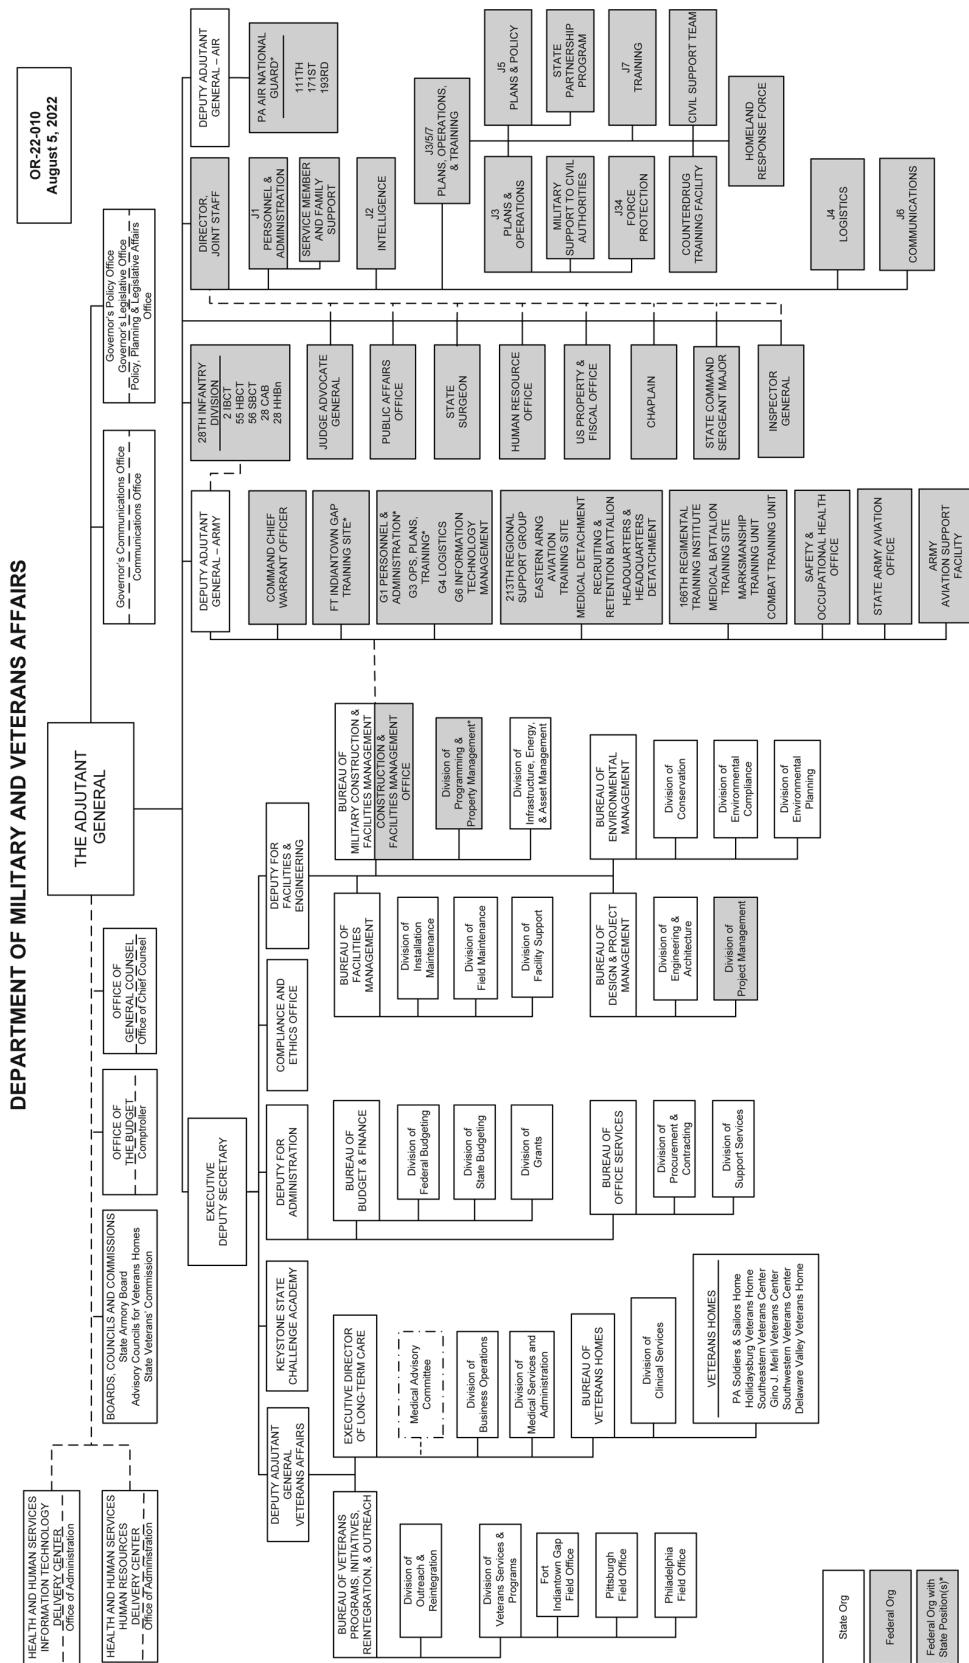 DEPARTMENT OF MILITARY AND VETERANS AFFAIRS
OR-22-010
August 5, 2022
THE ADJUTANT
GENERAL
HEALTH AND HUMAN SERVICES
INFORMATION TECHNOLOGY
DELIVERY CENTER
Office of Administration
HEALTH AND HUMAN SERVICES
HUMAN RESOURCES
DELIVERY CENTER
Office of Administration
BOARDS, COUNCILS AND COMMISSIONS
State Armory Board
Advisory Councils for Veterans Homes
State Veterans' Commission
OFFICE OF
THE BUDGET
Comptroller
OFFICE OF
GENERAL COUNSEL
Office of Chief Counsel
Governor's Communications Office
Communications Office
Governor's Policy Office
Governor's Legislative Office
Policy, Planning & Legislative Affairs
Office
EXECUTIVE
DEPUTY SECRETARY
DEPUTY ADJUTANT
GENERAL
VETERANS AFFAIRS
KEYSTONE STATE
CHALLENGE ACADEMY
DEPUTY FOR
ADMINISTRATION
COMPLIANCE AND
ETHICS OFFICE
DEPUTY FOR
FACILITIES &
ENGINEERING
BUREAU OF VETERANS
PROGRAMS, INITIATIVES,
REINTEGRATION, & OUTREACH
Division of
Outreach &
Reintegration
Division of
Veterans Services &
Programs
Fort
Indiantown Gap
Field Office
Pittsburgh
Field Office
Philadelphia
Field Office
EXECUTIVE DIRECTOR
OF LONG-TERM CARE
Medical Advisory
Committee
Division of
Business Operations
Division of
Medical Services and
Administration
BUREAU OF
VETERANS HOMES
Division of
Clinical Services
VETERANS HOMES
PA Soldiers & Sailors Home
Hollidaysburg Veterans Home
Southeastern Veterans Center
Gino J. Merli Veterans Center
Southwestern Veterans Center
Delaware Valley Veterans Home
BUREAU OF
BUDGET & FINANCE
Division of
Federal Budgeting
Division of
State Budgeting
Division of
Grants
BUREAU OF
OFFICE SERVICES
Division of
Procurement &
Contracting
Division of
Support Services
BUREAU OF
FACILITIES
MANAGEMENT
Division of
Installation
Maintenance
Division of
Field Maintenance
Division of
Facility Support
BUREAU OF
DESIGN & PROJECT
MANAGEMENT
Division of
Engineering &
Architecture
Division of
Project Management
BUREAU OF
MILITARY CONSTRUCTION &
FACILITIES MANAGEMENT
CONSTRUCTION &
FACILITIES MANAGEMENT
OFFICE
Division of
Programming &
Property Management*
Division of
Infrastructure, Energy,
& Asset Management
BUREAU OF
ENVIRONMENTAL
MANAGEMENT
Division of
Conservation
Division of
Environmental
Compliance
Division of
Environmental
Planning
DEPUTY ADJUTANT
GENERAL – ARMY
COMMAND CHIEF
WARRANT OFFICER
FT INDIANTOWN GAP
TRAINING SITE*
G1 PERSONNEL &
ADMINISTRATION*
G3 OPS, PLANS,
TRAINING*
G4 LOGISTICS
G6 INFORMATION
TECHNOLOGY
MANAGEMENT
213TH REGIONAL
SUPPORT GROUP
EASTERN ARNG
AVIATION
TRAINING SITE
MEDICAL DETACHMENT
RECRUITING &
RETENTION BATTALION
HEADQUARTERS &
HEADQUARTERS
DETATCHMENT
166TH REGIMENTAL
TRAINING INSTITUTE
MEDICAL BATTALION
TRAINING SITE
MARKSMANSHIP
TRAINING UNIT
COMBAT TRAINING UNIT
SAFETY &
OCCUPATIONAL HEALTH
OFFICE
STATE ARMY AVIATION
OFFICE
ARMY
AVIATION SUPPORT
FACILITY
28TH INFANTRY
DIVISION
2 IBCT
55 HBCT
56 SBCT
28 CAB
28 HHBn
JUDGE ADVOCATE
GENERAL
PUBLIC AFFAIRS
OFFICE
STATE
SURGEON
HUMAN RESOURCE
OFFICE
US PROPERTY &
FISCAL OFFICE
CHAPLAIN
STATE COMMAND
SERGEANT MAJOR
INSPECTOR
GENERAL
DIRECTOR,
JOINT STAFF
J1
PERSONNEL &
ADMINISTRATION
SERVICE MEMBER
AND FAMILY
SUPPORT
J2
INTELLIGENCE
J3/5/7
PLANS, OPERATIONS,
& TRAINING
J3
PLANS &
OPERATIONS
MILITARY
SUPPORT TO CIVIL
AUTHORITIES
J34
FORCE
PROTECTION
COUNTERDRUG
TRAINING FACILITY
J5
PLANS & POLICY
STATE
PARTNERSHIP
PROGRAM
J7
TRAINING
CIVIL SUPPORT TEAM
HOMELAND
RESPONSE FORCE
J4
LOGISTICS
J6
COMMUNICATIONS
DEPUTY ADJUTANT
GENERAL – AIR
PA AIR NATIONAL
GUARD*
111TH
171ST
193RD
State Org
Federal Org
Federal Org with
State Position(s)*